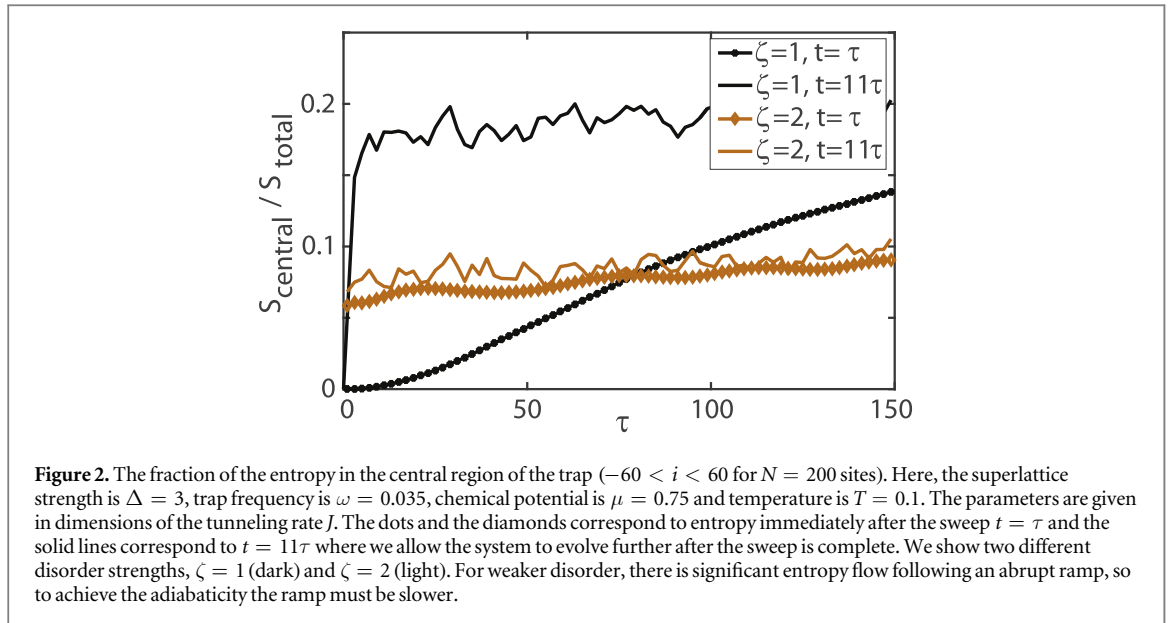 0.2
0.1
0
S_central / S_total
0
50
100
150
τ
ζ=1, t= τ
ζ=1, t=11τ
ζ=2, t= τ
ζ=2, t=11τ
Figure 2. The fraction of the entropy in the central region of the trap (−60 < i < 60 for N = 200 sites). Here, the superlattice
strength is Δ = 3, trap frequency is ω = 0.035, chemical potential is μ = 0.75 and temperature is T = 0.1. The parameters are given
in dimensions of the tunneling rate J. The dots and the diamonds correspond to entropy immediately after the sweep t = τ and the
solid lines correspond to t = 11τ where we allow the system to evolve further after the sweep is complete. We show two different
disorder strengths, ζ = 1 (dark) and ζ = 2 (light). For weaker disorder, there is significant entropy flow following an abrupt ramp, so
to achieve the adiabaticity the ramp must be slower.